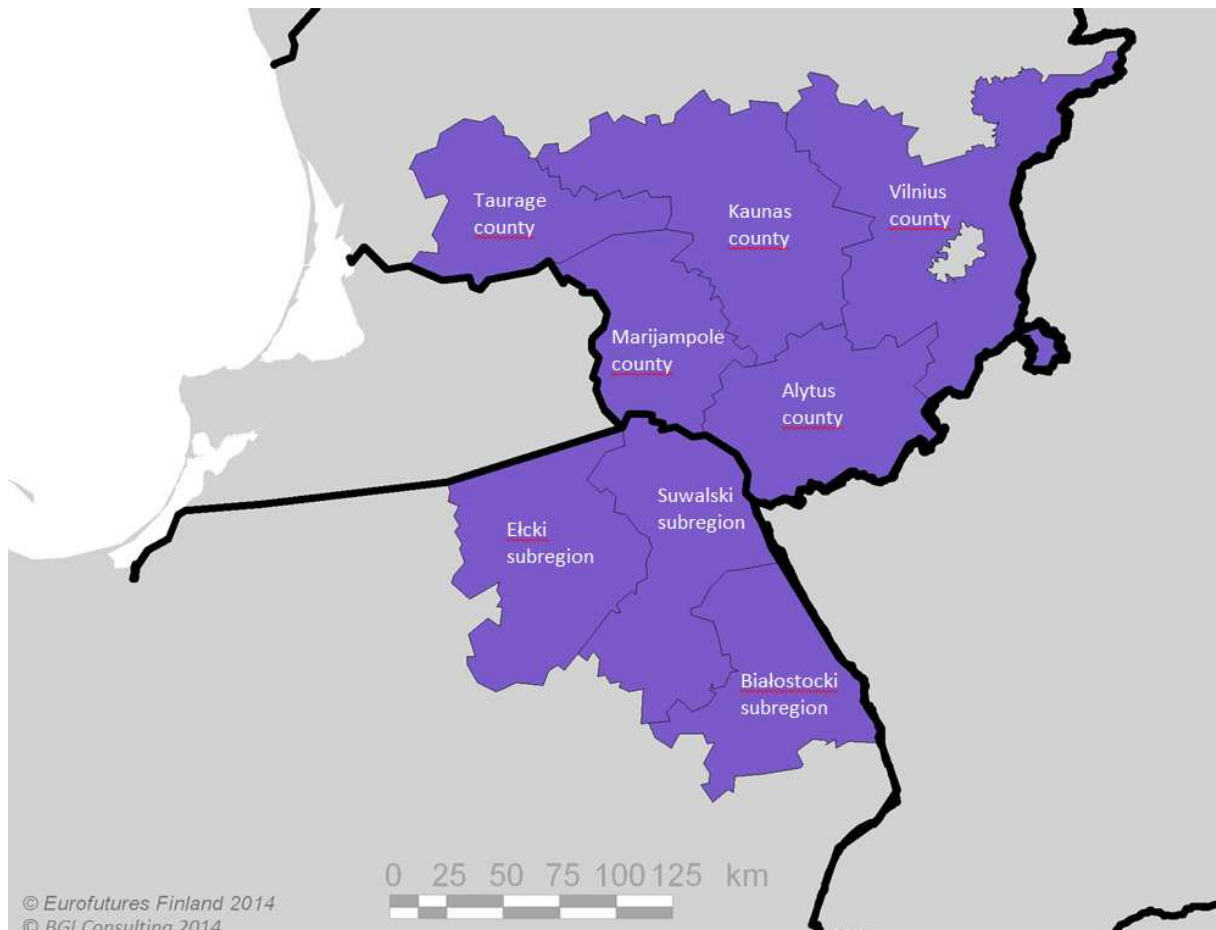 Tauragė
county
Kaunas
county
Vilnius
county
Marijampolė
county
Alytus
county
Suwalski
subregion
Ełcki
subregion
Białostocki
subregion
0 25 50 75 100 125 km
© Eurofutures Finland 2014
© BGI Consulting 2014